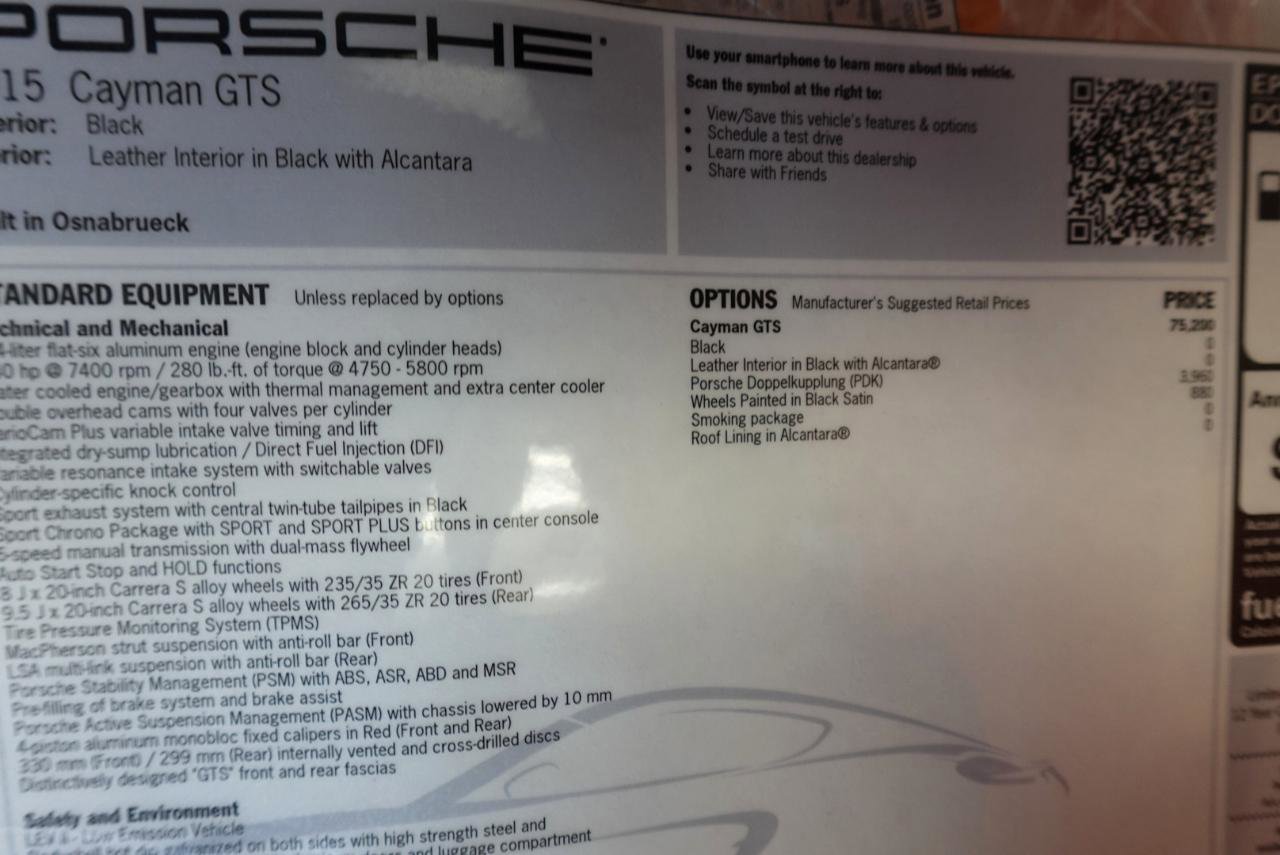 PORSCHE
15 Cayman GTS
erior: Black
rior: Leather Interior in Black with Alcantara
lt in Osnabrueck
Use your smartphone to learn more about this vehicle.
Scan the symbol at the right to:
• View/Save this vehicle's features & options
• Schedule a test drive
• Learn more about this dealership
• Share with Friends
TANDARD EQUIPMENT Unless replaced by options
chnical and Mechanical
4-liter flat-six aluminum engine (engine block and cylinder heads)
0 hp @ 7400 rpm / 280 lb.-ft. of torque @ 4750 - 5800 rpm
ater cooled engine/gearbox with thermal management and extra center cooler
ouble overhead cams with four valves per cylinder
arioCam Plus variable intake valve timing and lift
ntegrated dry-sump lubrication / Direct Fuel Injection (DFI)
ariable resonance intake system with switchable valves
Cylinder-specific knock control
Sport exhaust system with central twin-tube tailpipes in Black
Sport Chrono Package with SPORT and SPORT PLUS buttons in center console
6-speed manual transmission with dual-mass flywheel
Auto Start Stop and HOLD functions
8 J x 20-inch Carrera S alloy wheels with 235/35 ZR 20 tires (Front)
9.5 J x 20-inch Carrera S alloy wheels with 265/35 ZR 20 tires (Rear)
Tire Pressure Monitoring System (TPMS)
MacPherson strut suspension with anti-roll bar (Front)
LSA multi-link suspension with anti-roll bar (Rear)
Porsche Stability Management (PSM) with ABS, ASR, ABD and MSR
Pre-filling of brake system and brake assist
Porsche Active Suspension Management (PASM) with chassis lowered by 10 mm
4-piston aluminum monobloc fixed calipers in Red (Front and Rear)
330 mm (Front) / 299 mm (Rear) internally vented and cross-drilled discs
Distinctively designed "GTS" front and rear fascias
Safety and Environment
Low Emission Vehicle
galvanized on both sides with high strength steel and
and luggage compartment
OPTIONS Manufacturer's Suggested Retail Prices PRICE
Cayman GTS 75,200
Black 0
Leather Interior in Black with Alcantara® 0
Porsche Doppelkupplung (PDK) 3,960
Wheels Painted in Black Satin 880
Smoking package 0
Roof Lining in Alcantara® 0
fu